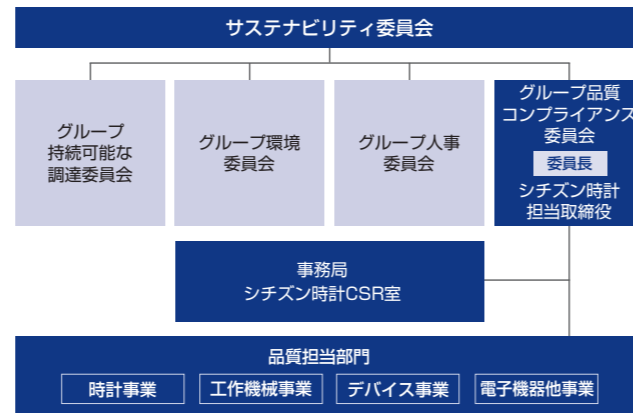 サステナビリティ委員会
グループ
持続可能な
調達委員会
グループ環境
委員会
グループ人事
委員会
グループ品質
コンプライアンス
委員会
委員長
シチズン時計
担当取締役
事務局
シチズン時計CSR室
品質担当部門
時計事業
工作機械事業
デバイス事業
電子機器他事業